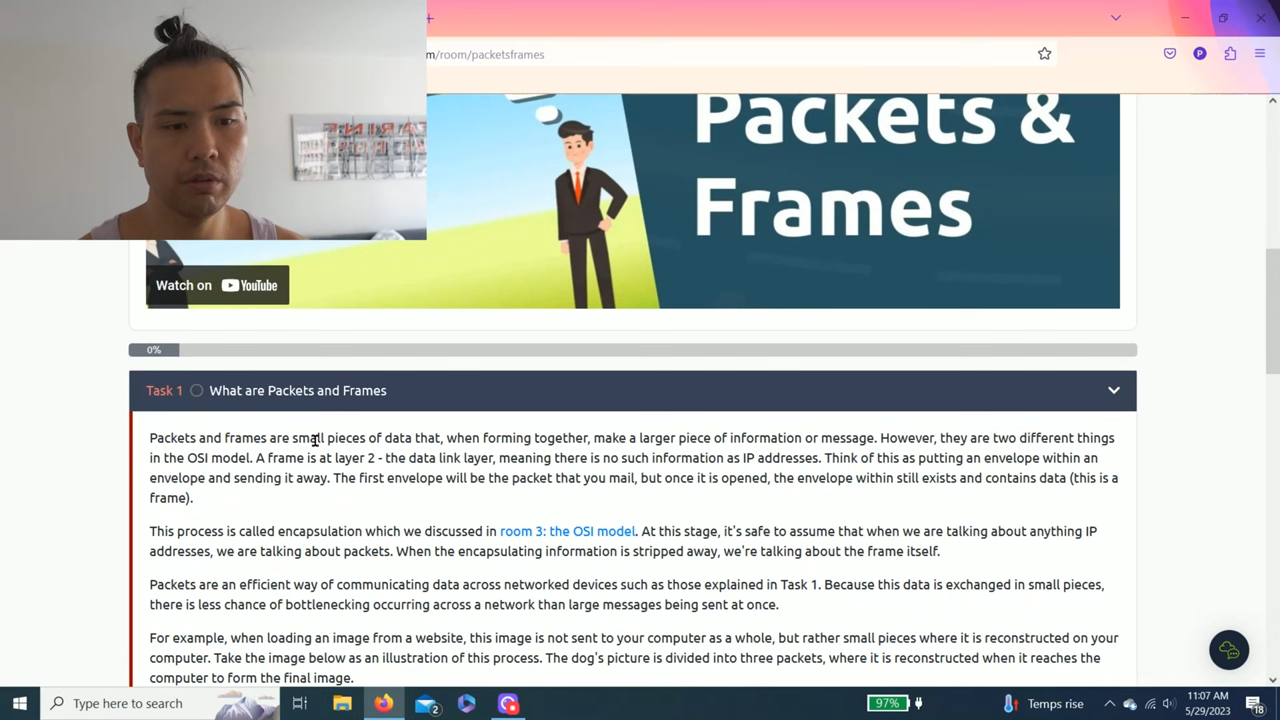 m/room/packetsframes
Packets &
Frames
Watch on YouTube
0%
Task 1 What are Packets and Frames
Packets and frames are small pieces of data that, when forming together, make a larger piece of information or message. However, they are two different things
in the OSI model. A frame is at layer 2 - the data link layer, meaning there is no such information as IP addresses. Think of this as putting an envelope within an
envelope and sending it away. The first envelope will be the packet that you mail, but once it is opened, the envelope within still exists and contains data (this is a
frame).
This process is called encapsulation which we discussed in room 3: the OSI model. At this stage, it's safe to assume that when we are talking about anything IP
addresses, we are talking about packets. When the encapsulating information is stripped away, we're talking about the frame itself.
Packets are an efficient way of communicating data across networked devices such as those explained in Task 1. Because this data is exchanged in small pieces,
there is less chance of bottlenecking occurring across a network than large messages being sent at once.
For example, when loading an image from a website, this image is not sent to your computer as a whole, but rather small pieces where it is reconstructed on your
computer. Take the image below as an illustration of this process. The dog's picture is divided into three packets, where it is reconstructed when it reaches the
computer to form the final image.
Type here to search
2
97%
Temps rise
11:07 AM
5/29/2023
18